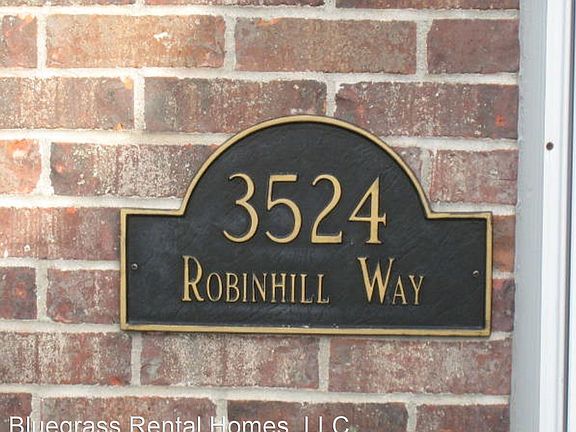 3524
ROBINHILL WAY
Bluegrass Rental Homes, LLC